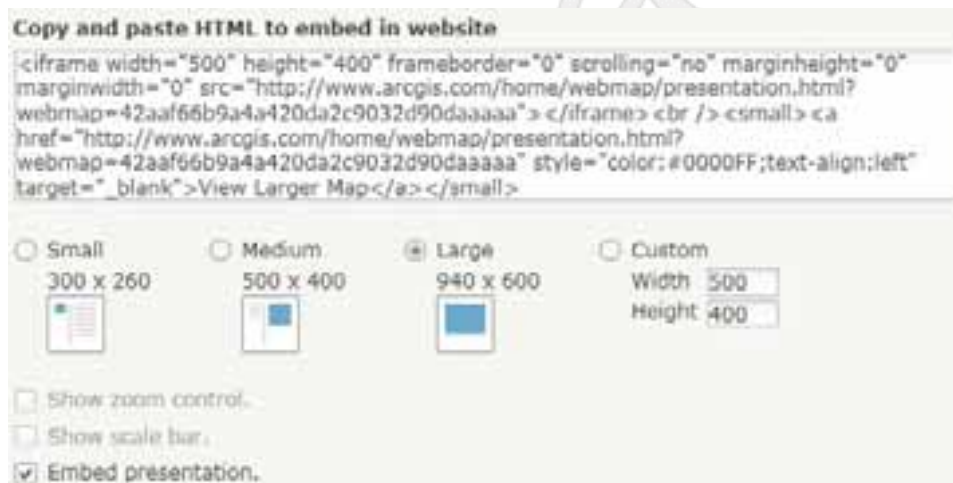 Copy and paste HTML to embed in website
<iframe width="500" height="400" frameborder="0" scrolling="no" marginheight="0"
marginwidth="0" src="http://www.arcgis.com/home/webmap/presentation.html?
webmap=42aaf66b9a4a420da2c9032d90daaaaa"></iframe><br /><small><a
href="http://www.arcgis.com/home/webmap/presentation.html?
webmap=42aaf66b9a4a420da2c9032d90daaaaa" style="color:#0000FF;text-align:left"
target="_blank">View Larger Map</a></small>
Small Medium Large Custom
300 x 260 500 x 400 940 x 600 Width 500
Height 400
Show zoom control.
Show scale bar.
Embed presentation.